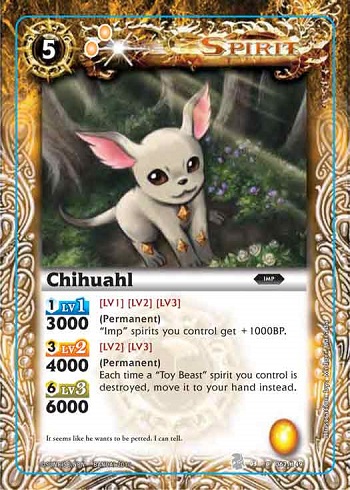 5
SPIRIT
Chihuahl
IMP
1 LV1
3000
[LV1] [LV2] [LV3]
(Permanent)
"Imp" spirits you control get +1000BP.
3 LV2
4000
[LV2] [LV3]
(Permanent)
Each time a "Toy Beast" spirit you control is
destroyed, move it to your hand instead.
6 LV3
6000
It seems like he wants to be petted. I can tell.